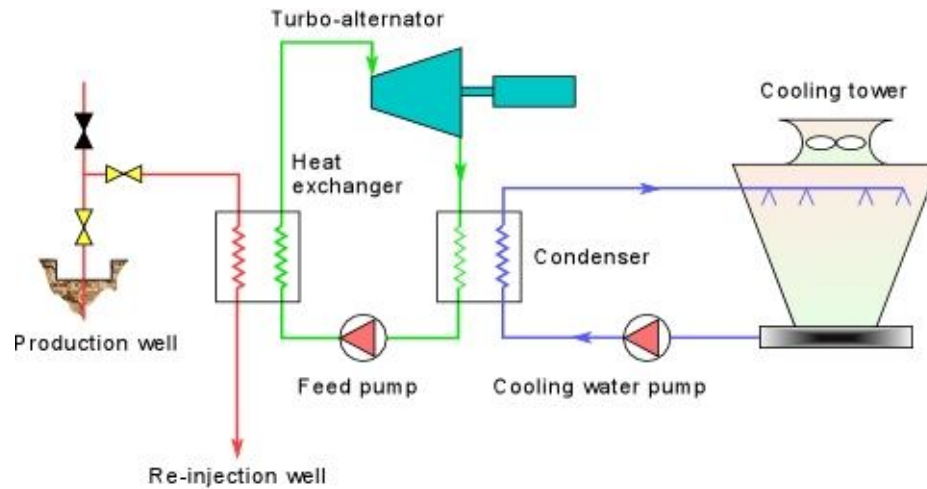 Turbo-alternator
Cooling tower
Heat
exchanger
Condenser
Production well
Feed pump
Cooling water pump
Re-injection well